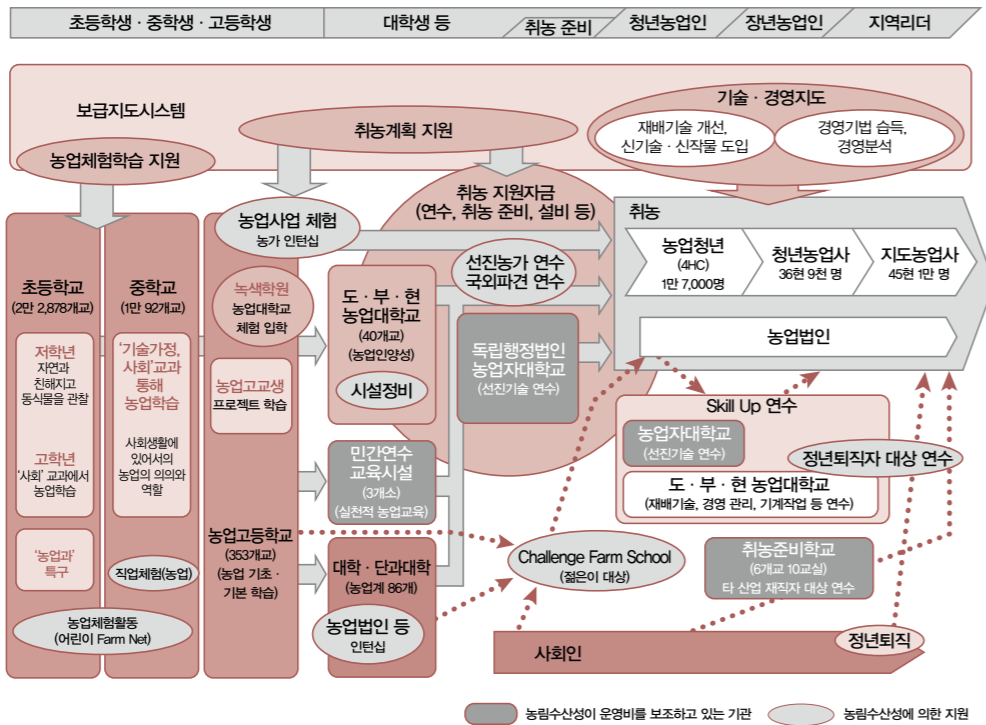 초등학생 · 중학생 · 고등학생
대학생 등
취농 준비
청년농업인
장년농업인
지역리더
보급지도시스템
농업체험학습 지원
취농계획 지원
기술 · 경영지도
재배기술 개선,
신기술 · 신작물 도입
경영기법 습득,
경영분석
초등학교
(2만 2,878개교)
저학년
자연과
친해지고
동식물을 관찰
고학년
‘사회’ 교과에서
농업학습
‘농업과’
특구
중학교
(1만 92개교)
‘기술가정,
사회’교과
통해
농업학습
사회생활에
있어서의
농업의 의의와
역할
직업체험(농업)
농업체험활동
(어린이 Farm Net)
농업사업 체험
농가 인턴십
녹색학원
농업대학교
체험 입학
농업고교생
프로젝트 학습
농업고등학교
(353개교)
(농업 기초 ·
기본 학습)
취농 지원자금
(연수, 취농 준비, 설비 등)
선진농가 연수
국외파견 연수
도 · 부 · 현
농업대학교
(40개교)
(농업인양성)
시설정비
독립행정법인
농업자대학교
(선진기술 연수)
민간연수
교육시설
(3개소)
(실천적 농업교육)
대학 · 단과대학
(농업계 86개)
농업법인 등
인턴십
취농
농업청년
(4HC)
1만 7,000명
청년농업사
36현 9천 명
지도농업사
45현 1만 명
농업법인
Skill Up 연수
농업자대학교
(선진기술 연수)
정년퇴직자 대상 연수
도 · 부 · 현 농업대학교
(재배기술, 경영 관리, 기계작업 등 연수)
Challenge Farm School
(젊은이 대상)
취농준비학교
(6개교 10교실)
타 산업 재직자 대상 연수
사회인
정년퇴직
농림수산성이 운영비를 보조하고 있는 기관
농림수산성에 의한 지원